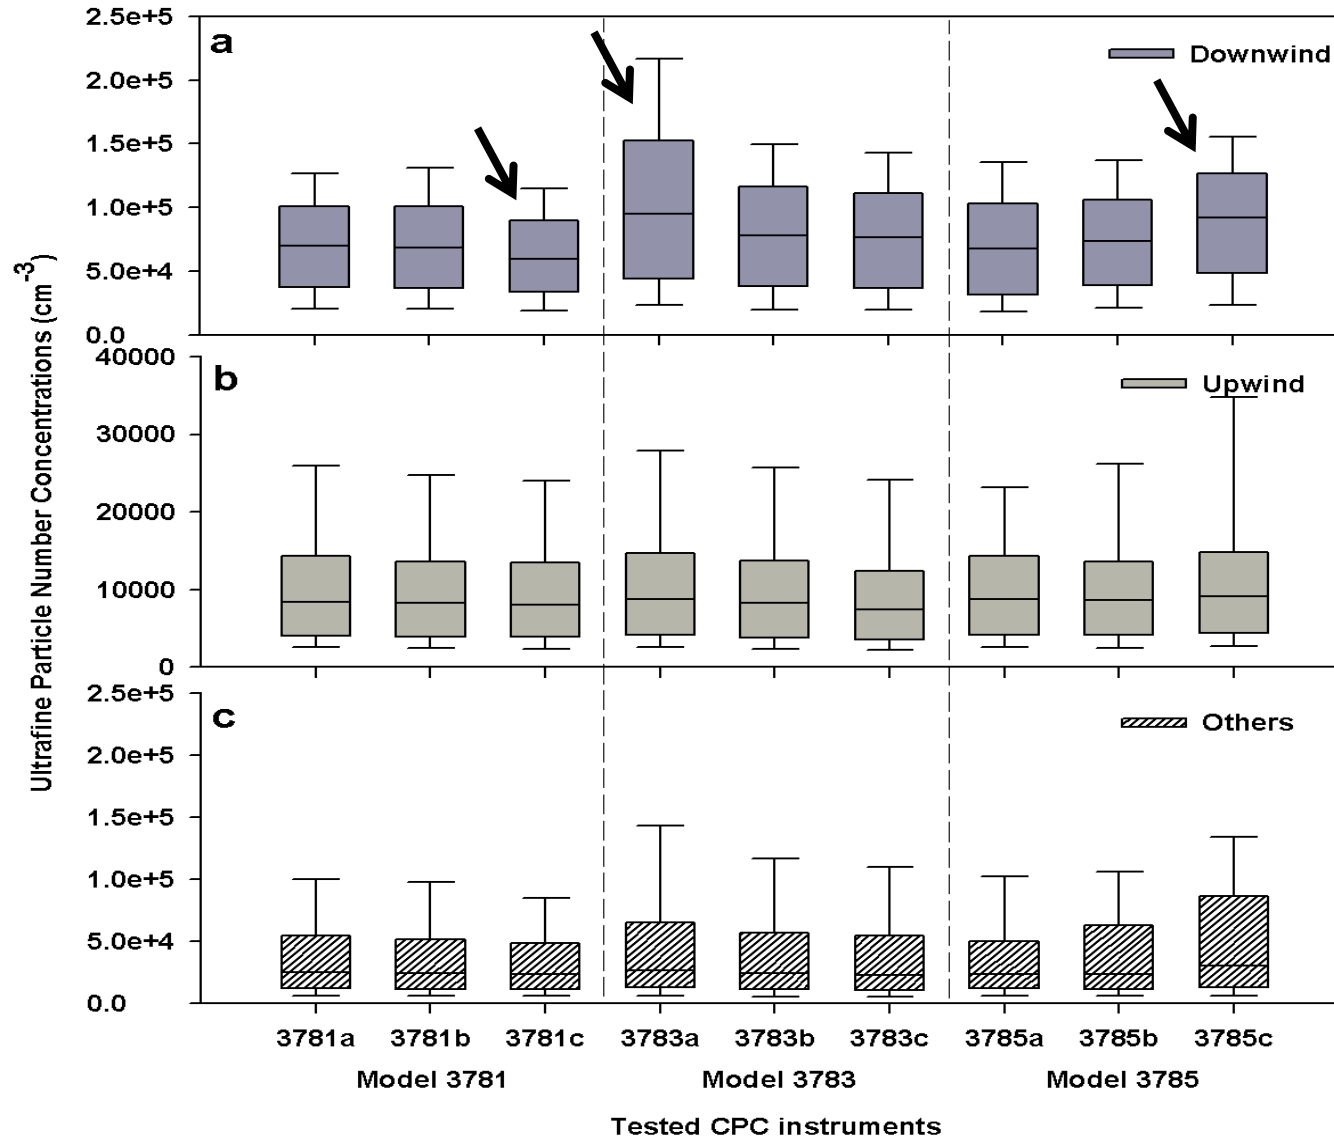 Ultrafine Particle Number Concentrations (cm-3)
a
Downwind
2.5e+5
2.0e+5
1.5e+5
1.0e+5
5.0e+4
0.0
b
Upwind
40000
30000
20000
10000
0
c
Others
2.5e+5
2.0e+5
1.5e+5
1.0e+5
5.0e+4
0.0
3781a 3781b 3781c 3783a 3783b 3783c 3785a 3785b 3785c
Model 3781 Model 3783 Model 3785
Tested CPC instruments